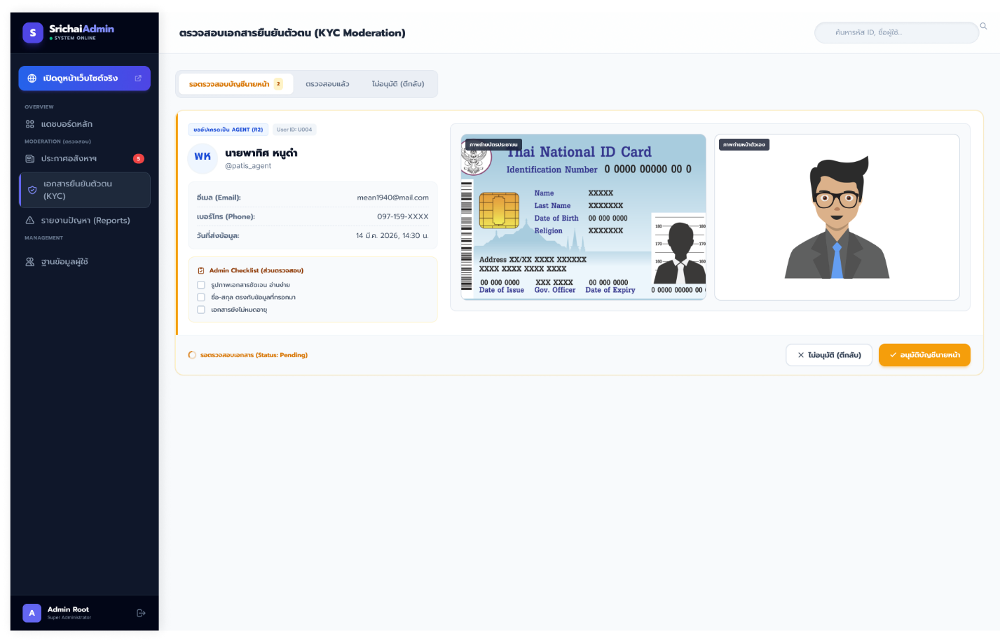 S
SrichaiAdmin
SYSTEM ONLINE
เปิดดูหน้าเว็บไซต์จริง
OVERVIEW
แดชบอร์ดหลัก
MODERATION (ตรวจสอบ)
ประกาศอสังหาฯ
5
เอกสารยืนยันตัวตน
(KYC)
รายงานปัญหา (Reports)
MANAGEMENT
ฐานข้อมูลผู้ใช้
A
Admin Root
Super Administrator
ตรวจสอบเอกสารยืนยันตัวตน (KYC Moderation)
ค้นหารหัส ID, ชื่อผู้ใช้...
รอตรวจสอบบัญชีนายหน้า 2
ตรวจสอบแล้ว
ไม่อนุมัติ (ตีกลับ)
ขออัปเกรดเป็น AGENT (R2)
User ID: U004
พห
นายพาทิศ หนูดำ
@patis_agent
อีเมล (Email): mean1940@mail.com
เบอร์โทร (Phone): 097-159-XXXX
วันที่ส่งข้อมูล: 14 มี.ค. 2026, 14:30 น.
Admin Checklist (ส่วนตรวจสอบ)
รูปภาพเอกสารชัดเจน อ่านง่าย
ชื่อ-สกุล ตรงกับข้อมูลที่กรอกมา
เอกสารยังไม่หมดอายุ
ภาพถ่ายบัตรประชาชน
Thai National ID Card
Identification Number 0 0000 00000 00 0
Name XXXXX
Last Name XXXXXXX
Date of Birth 00 000 0000
Religion XXXXXXX
Address XX/XX XXXX XXXXXX
XXXX XXXX XXXX XXXX
00 000 0000 XXX XXXX 00 000 0000
Date of Issue Gov. Officer Date of Expiry
180 180
170 170
160 160
0 0000 00000 00
ภาพถ่ายหน้าตัวเอง
รอตรวจสอบเอกสาร (Status: Pending)
ไม่อนุมัติ (ตีกลับ)
อนุมัติบัญชีนายหน้า